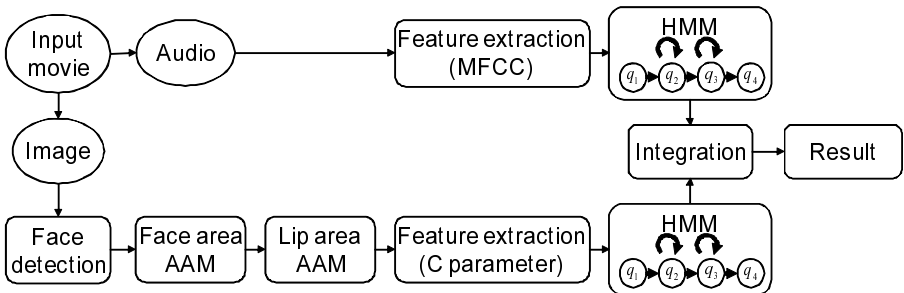 Input
movie
Audio
Feature extraction
(MFCC)
HMM
q1 q2 q3 q4
Image
Integration
Result
Face
detection
Face area
AAM
Lip area
AAM
Feature extraction
(C parameter)
HMM
q1 q2 q3 q4